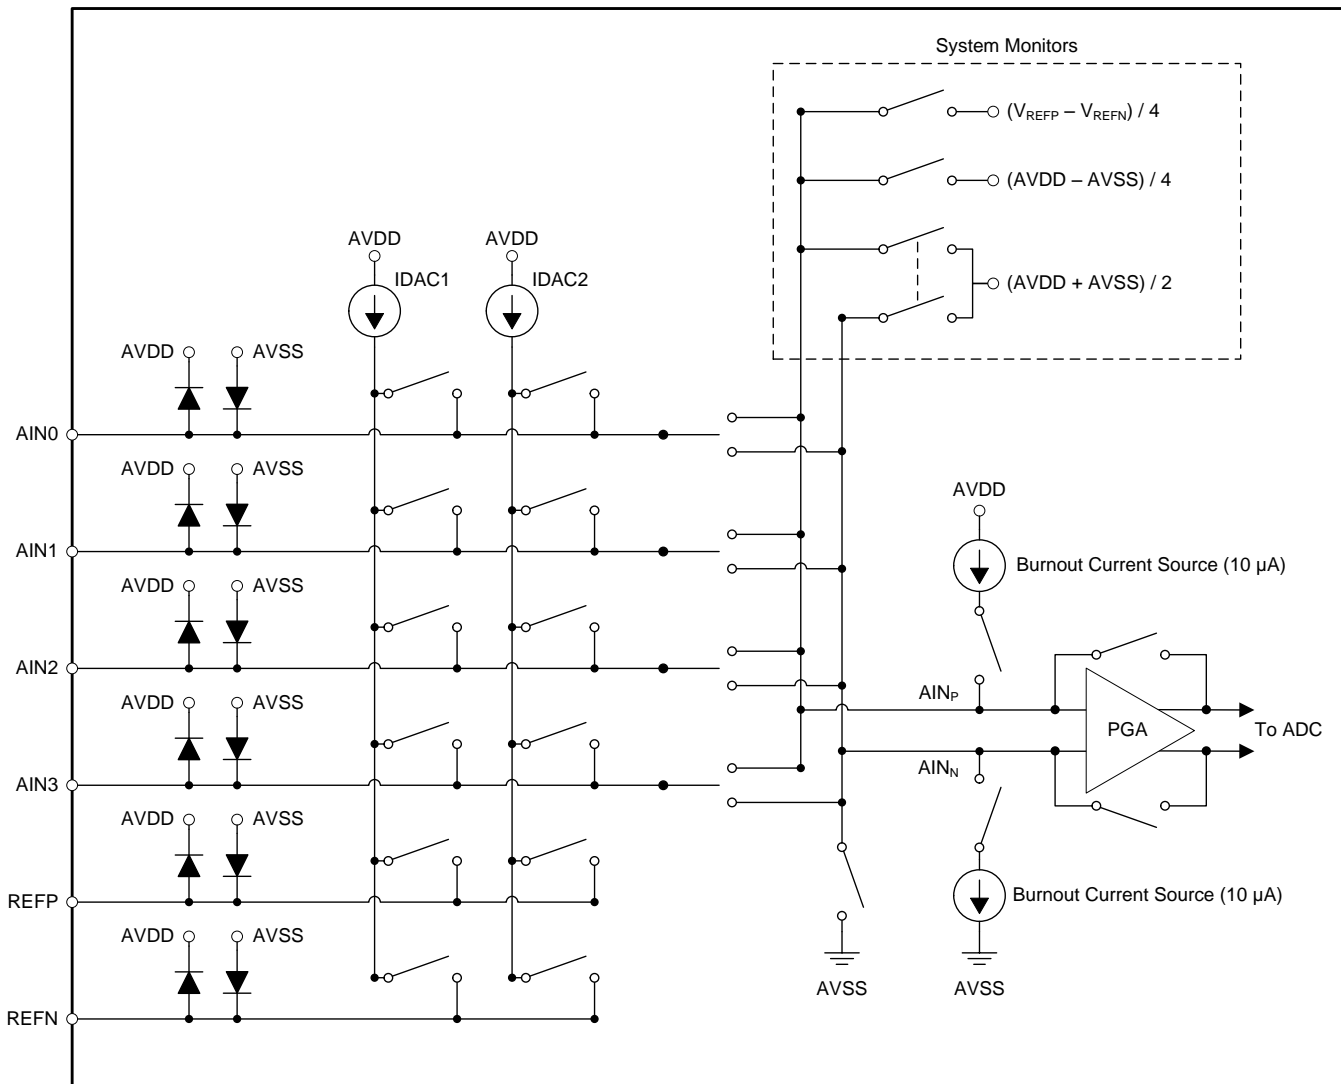 System Monitors
(VREFP – VREFN) / 4
(AVDD – AVSS) / 4
AVDD AVDD
IDAC1 IDAC2
(AVDD + AVSS) / 2
AVDD AVSS
AIN0
AVDD AVSS
AVDD
AIN1
Burnout Current Source (10 µA)
AVDD AVSS
AIN2
AINP
AVDD AVSS
PGA
To ADC
AINN
AIN3
AVDD AVSS
REFP
Burnout Current Source (10 µA)
AVDD AVSS
AVSS AVSS
REFN